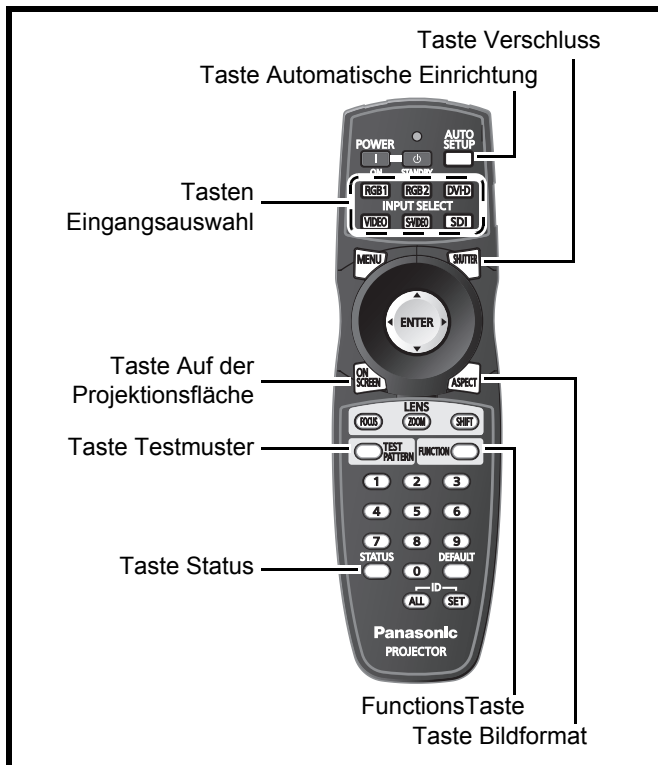 Taste Verschluss
Taste Automatische Einrichtung
POWER
AUTO
SETUP
I
ON
STANDBY
Tasten
Eingangsauswahl
RGB1 RGB2 DVI-D
INPUT SELECT
VIDEO S-VIDEO SDI
MENU
SHUTTER
ENTER
Taste Auf der
Projektionsfläche
ON
SCREEN
ASPECT
LENS
FOCUS ZOOM SHIFT
Taste Testmuster
TEST
PATTERN
FUNCTION
1 2 3
4 5 6
7 8 9
Taste Status
STATUS
0
DEFAULT
ID
ALL SET
Panasonic
PROJECTOR
FunctionsTaste
Taste Bildformat